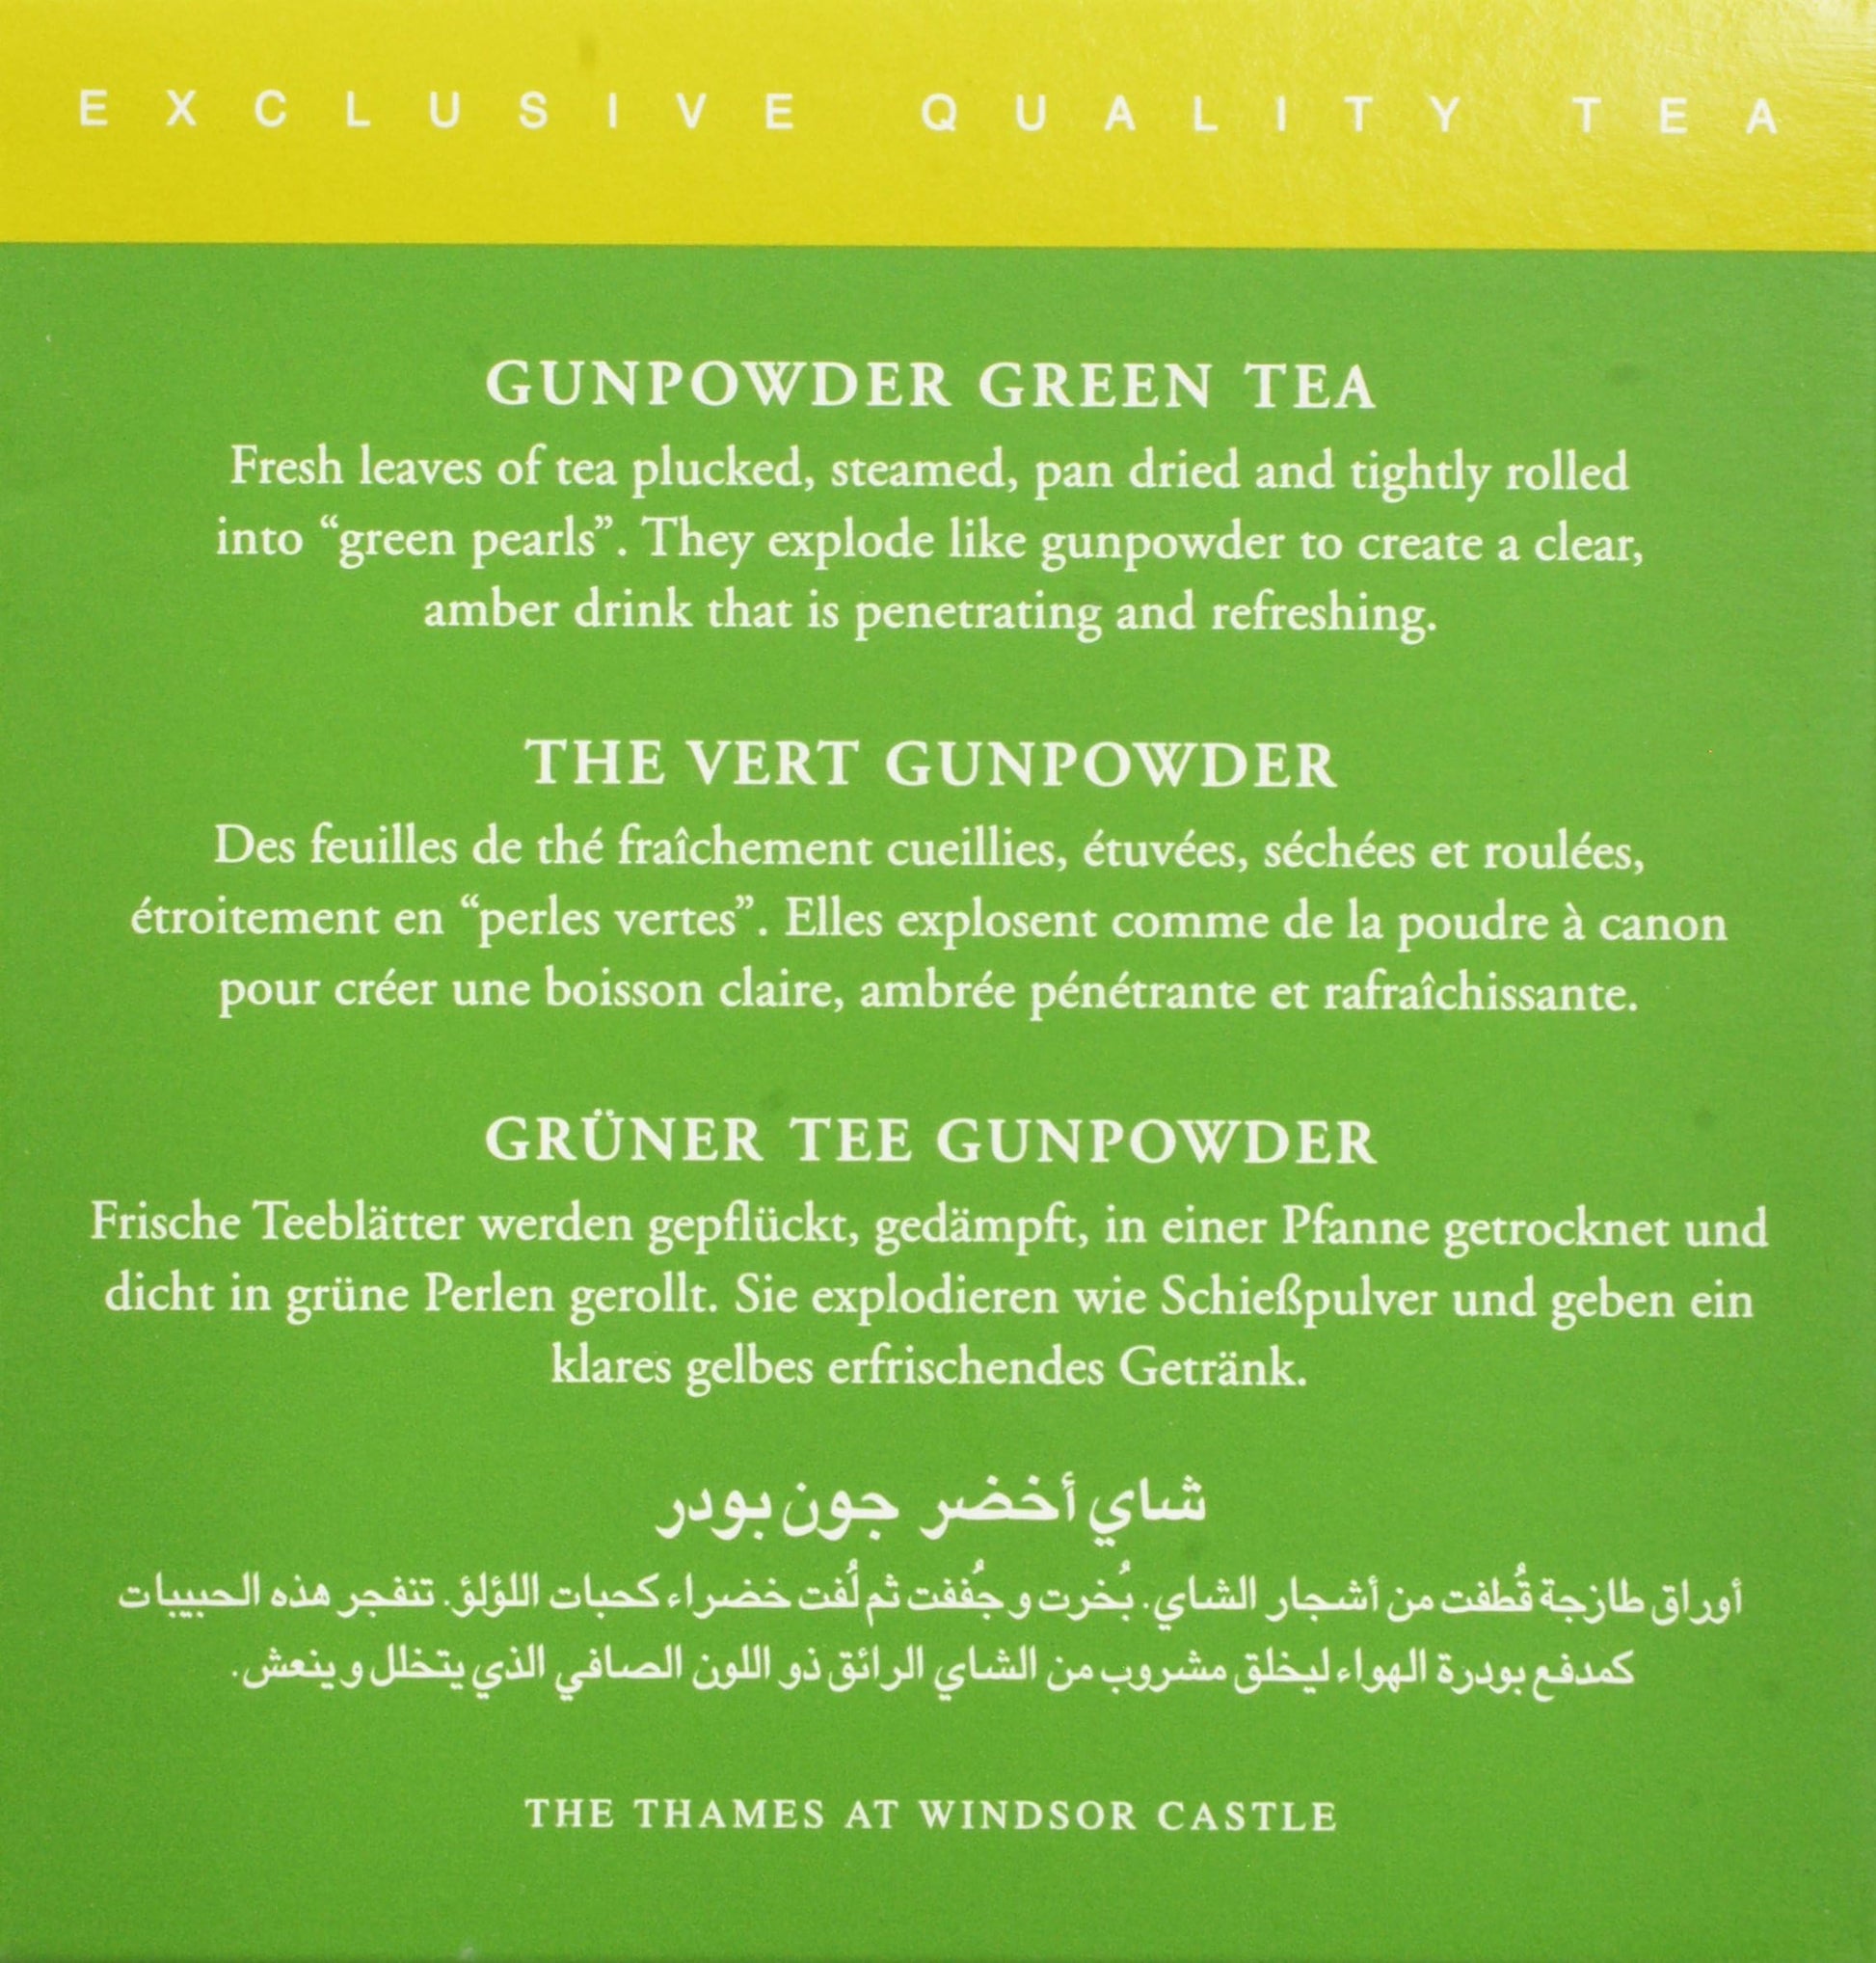 EXCLUSIVE QUALITY TEA
GUNPOWDER GREEN TEA
Fresh leaves of tea plucked, steamed, pan dried and tightly rolled
into “green pearls”. They explode like gunpowder to create a clear,
amber drink that is penetrating and refreshing.
THE VERT GUNPOWDER
Des feuilles de thé fraîchement cueillies, étuvées, séchées et roulées,
étroitement en “perles vertes”. Elles explosent comme de la poudre à canon
pour créer une boisson claire, ambrée pénétrante et rafraîchissante.
GRÜNER TEE GUNPOWDER
Frische Teeblätter werden gepflückt, gedämpft, in einer Pfanne getrocknet und
dicht in grüne Perlen gerollt. Sie explodieren wie Schießpulver und geben ein
klares gelbes erfrischendes Getränk.
شاي أخضر جون بودر
أوراق طازجة قُطفت من أشجار الشاي. بُخرت و جُففت ثم لُفت خضراء كحبات اللؤلؤ. تنفجر هذه الحبيبات
كمدفع بودرة الهواء ليخلق مشروب من الشاي الرائق ذو اللون الصافي الذي يتخلل و ينعش.
THE THAMES AT WINDSOR CASTLE